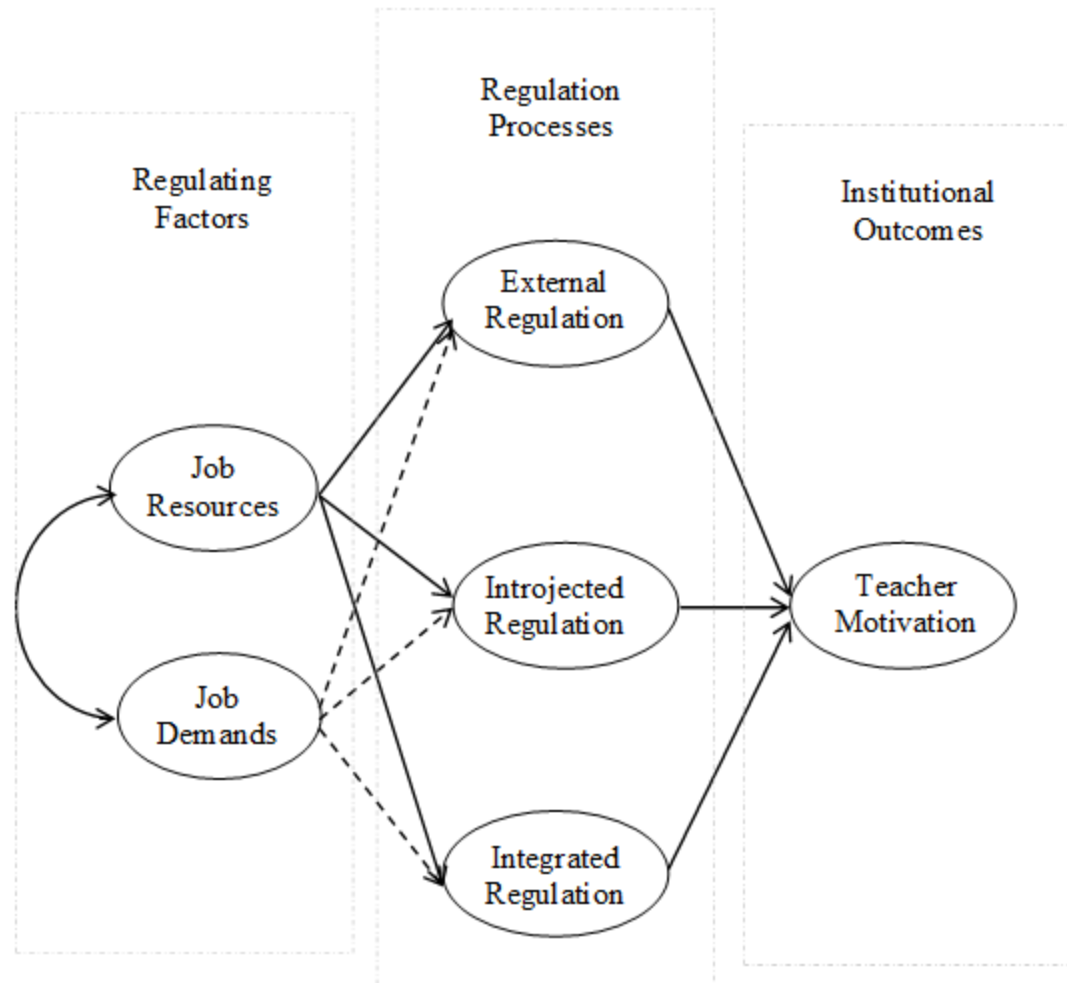 Regulation
Processes
Regulating
Factors
Institutional
Outcomes
External
Regulation
Job
Resources
Introjected
Regulation
Teacher
Motivation
Job
Demands
Integrated
Regulation